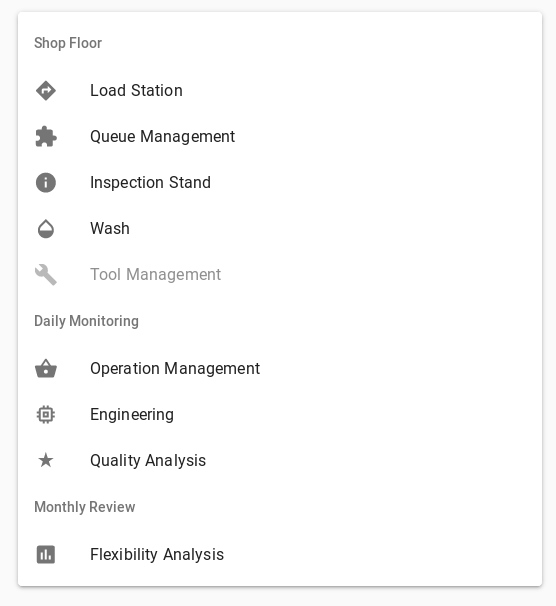 Shop Floor
Load Station
Queue Management
Inspection Stand
Wash
Tool Management
Daily Monitoring
Operation Management
Engineering
Quality Analysis
Monthly Review
Flexibility Analysis